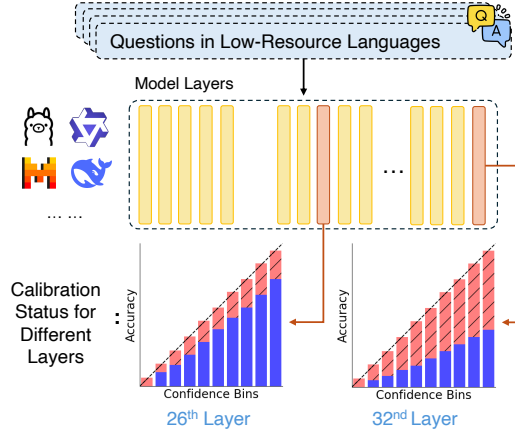 Q
A
Questions in Low-Resource Languages
Model Layers
...
... ...
Calibration
Status for
Different
Layers
:
Accuracy
Confidence Bins
26th Layer
Accuracy
Confidence Bins
32nd Layer